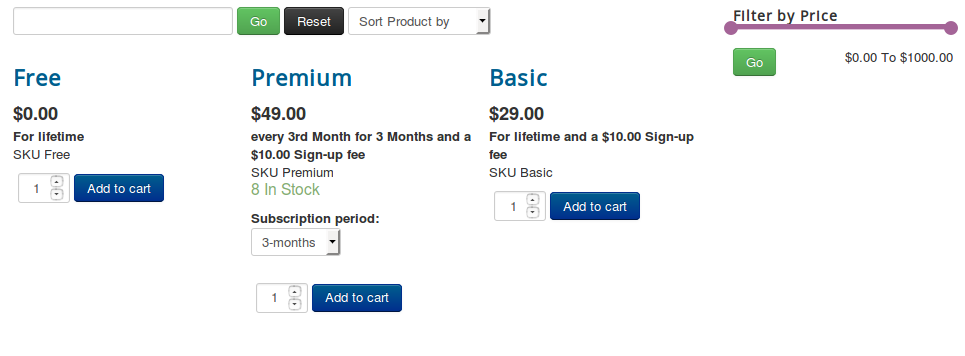 Go Reset Sort Product by
FIlter by PrIce
Go $0.00 To $1000.00
Free
$0.00
For lifetime
SKU Free
1 Add to cart
Premium
$49.00
every 3rd Month for 3 Months and a
$10.00 Sign-up fee
SKU Premium
8 In Stock
Subscription period:
3-months
1 Add to cart
Basic
$29.00
For lifetime and a $10.00 Sign-up
fee
SKU Basic
1 Add to cart